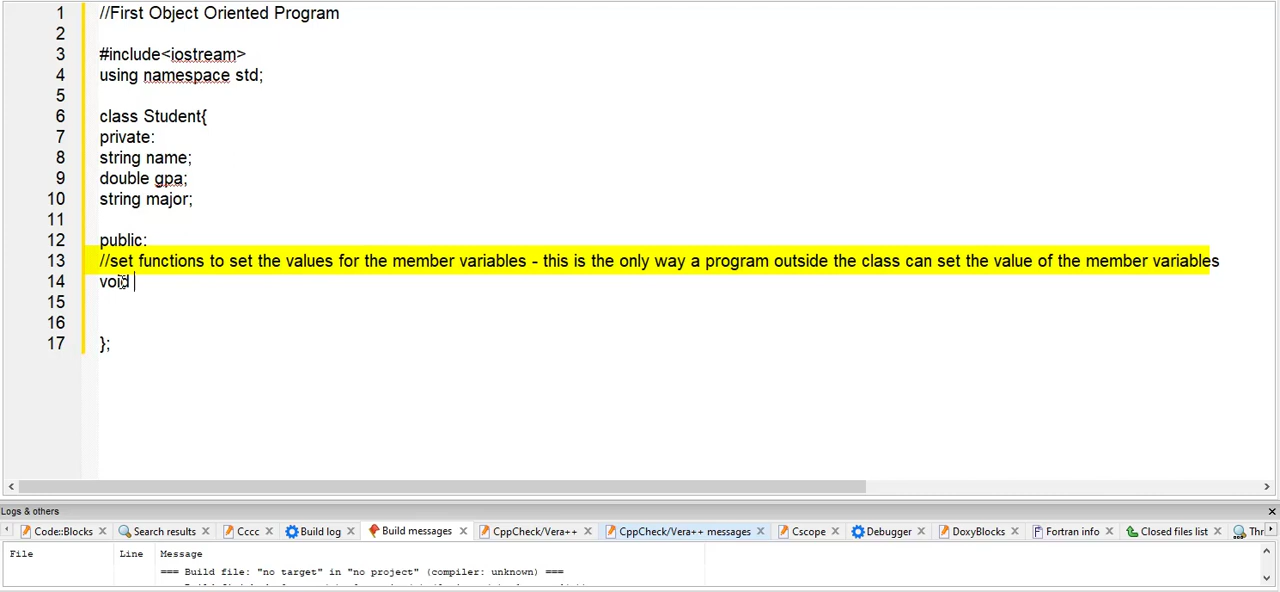 1 //First Object Oriented Program
2
3 #include<iostream>
4 using namespace std;
5
6 class Student{
7 private:
8 string name;
9 double gpa;
10 string major;
11
12 public:
13 //set functions to set the values for the member variables - this is the only way a program outside the class can set the value of the member variables
14 void
15
16
17 };
Logs & others
Code::Blocks Search results Cccc Build log Build messages CppCheck/Vera++ CppCheck/Vera++ messages Cscope Debugger DoxyBlocks Fortran info Closed files list Thr
File Line Message
=== Build file: "no target" in "no project" (compiler: unknown) ===